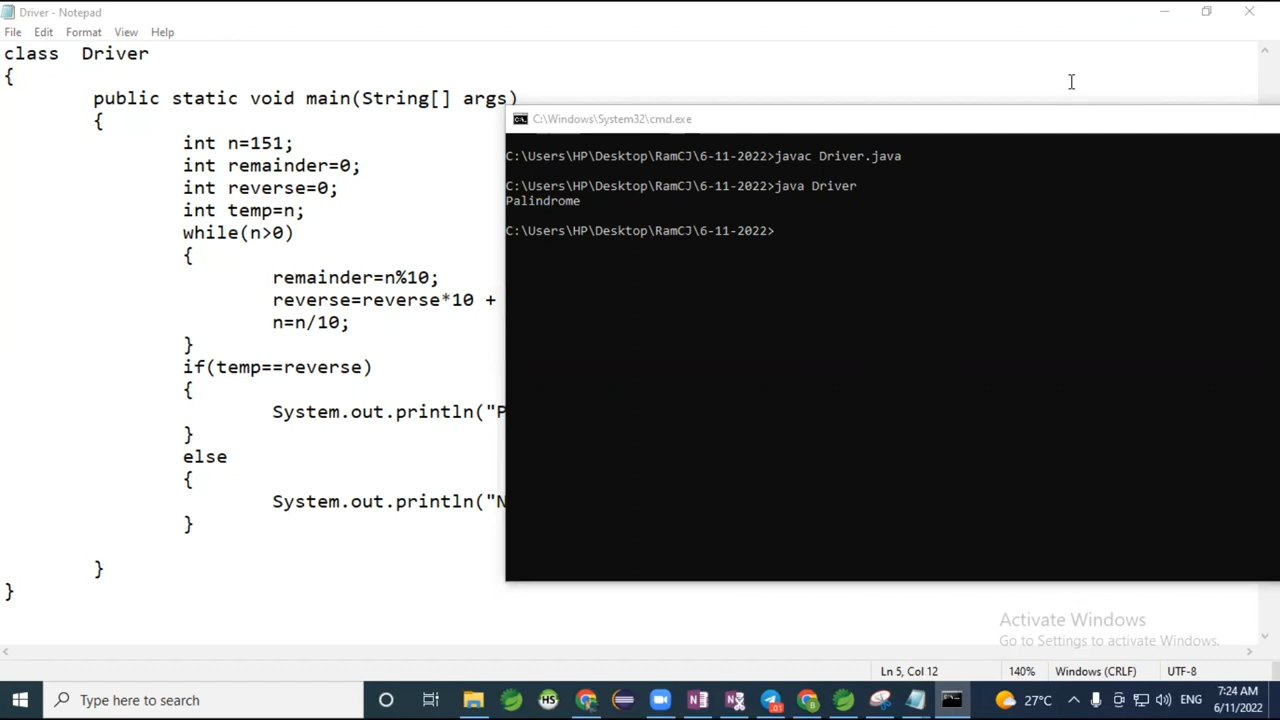 Driver - Notepad
File Edit Format View Help
class  Driver
{
public static void main(String[] args)
{
int n=151;
int remainder=0;
int reverse=0;
int temp=n;
while(n>0)
{
remainder=n%10;
reverse=reverse*10 +
n=n/10;
}
if(temp==reverse)
{
System.out.println("P
}
else
{
System.out.println("N
}
}
}
C:\Windows\System32\cmd.exe
C:\Users\HP\Desktop\RamCJ\6-11-2022>javac Driver.java
C:\Users\HP\Desktop\RamCJ\6-11-2022>java Driver
Palindrome
C:\Users\HP\Desktop\RamCJ\6-11-2022>
Activate Windows
Go to Settings to activate Windows.
Ln 5, Col 12 140% Windows (CRLF) UTF-8
Type here to search
HS
27°C
ENG
7:24 AM
6/11/2022